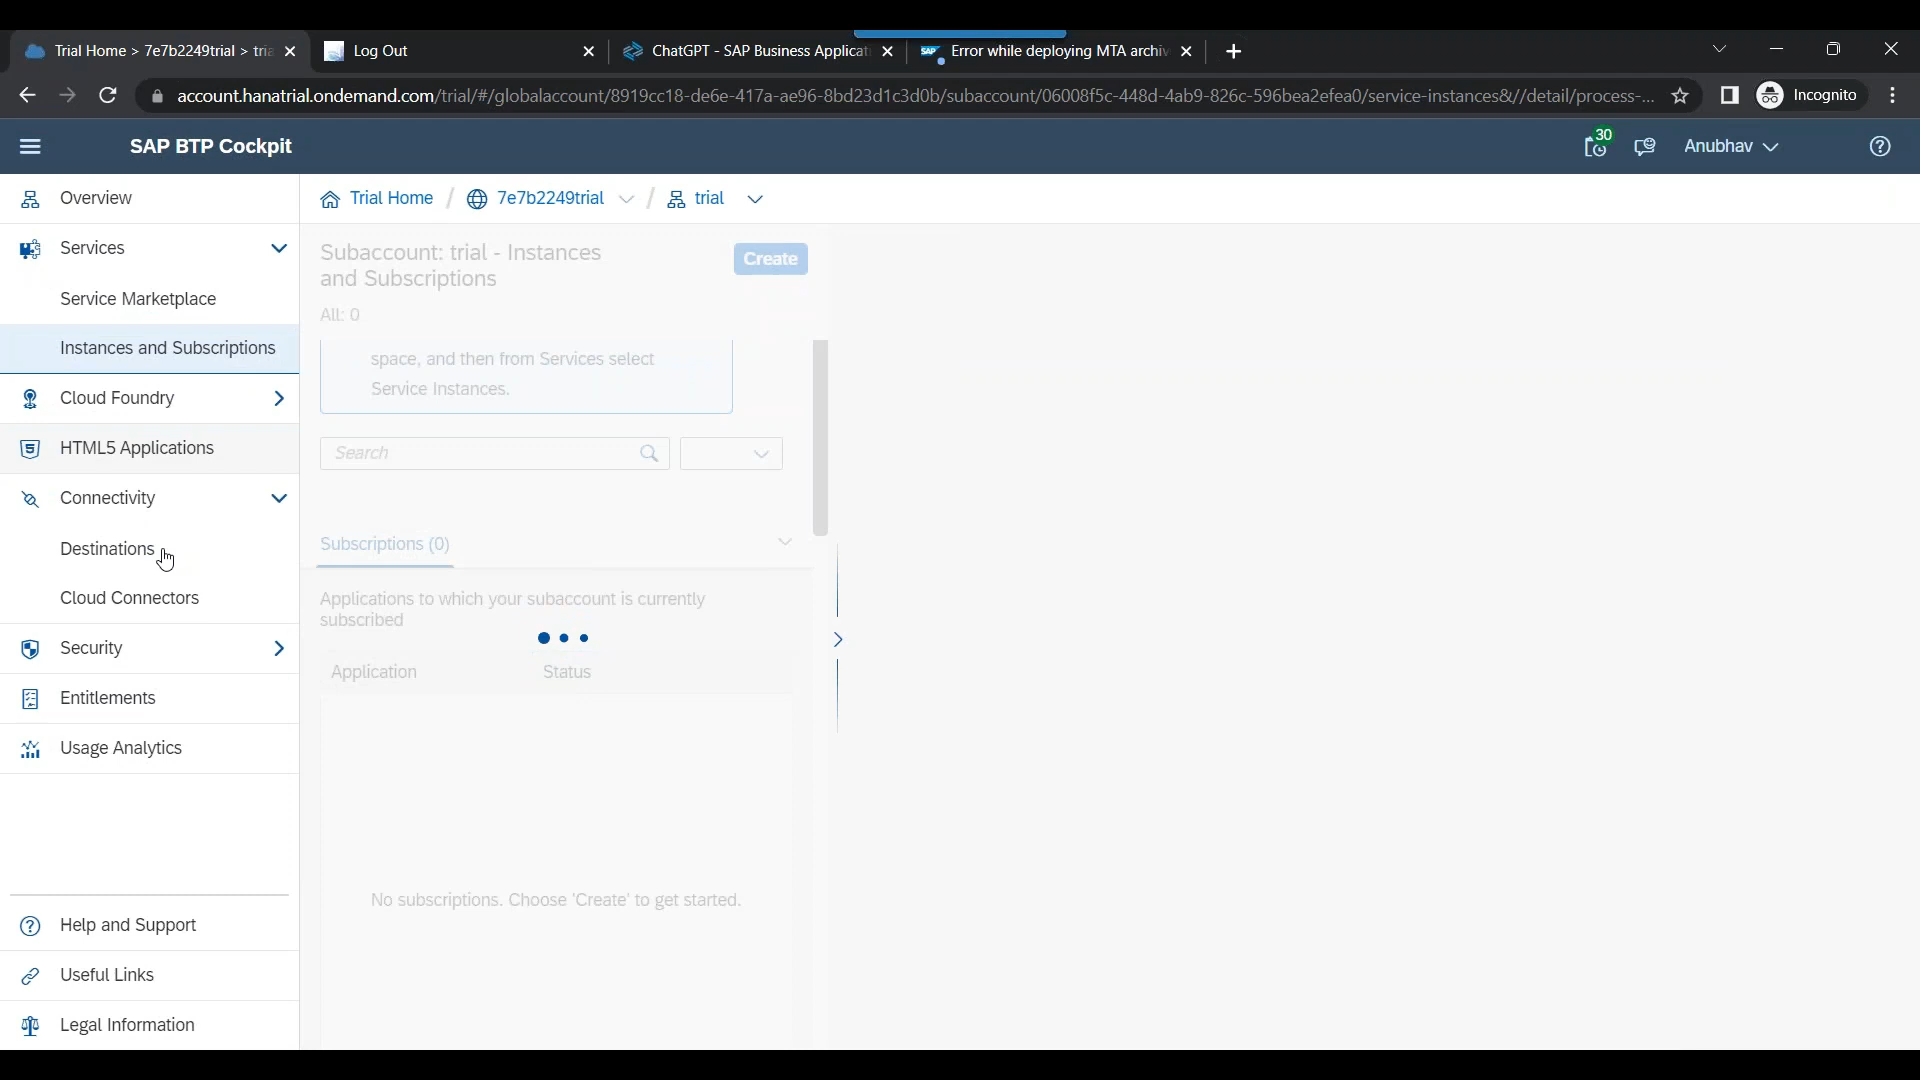 Trial Home > 7e7b2249trial > tria
Log Out
ChatGPT - SAP Business Applicat
SAP
Error while deploying MTA archiv
account.hanatrial.ondemand.com/trial/#/globalaccount/8919cc18-de6e-417a-ae96-8bd23d1c3d0b/subaccount/06008f5c-448d-4ab9-826c-596bea2efea0/service-instances&//detail/process-...
Incognito
SAP BTP Cockpit
30
Anubhav
Overview
Services
Service Marketplace
Instances and Subscriptions
Cloud Foundry
HTML5 Applications
Connectivity
Destinations
Cloud Connectors
Security
Entitlements
Usage Analytics
Help and Support
Useful Links
Legal Information
Trial Home / 7e7b2249trial / trial
Subaccount: trial - Instances
and Subscriptions
Create
All: 0
space, and then from Services select
Service Instances.
Search
Subscriptions (0)
Applications to which your subaccount is currently
subscribed
Application Status
No subscriptions. Choose 'Create' to get started.